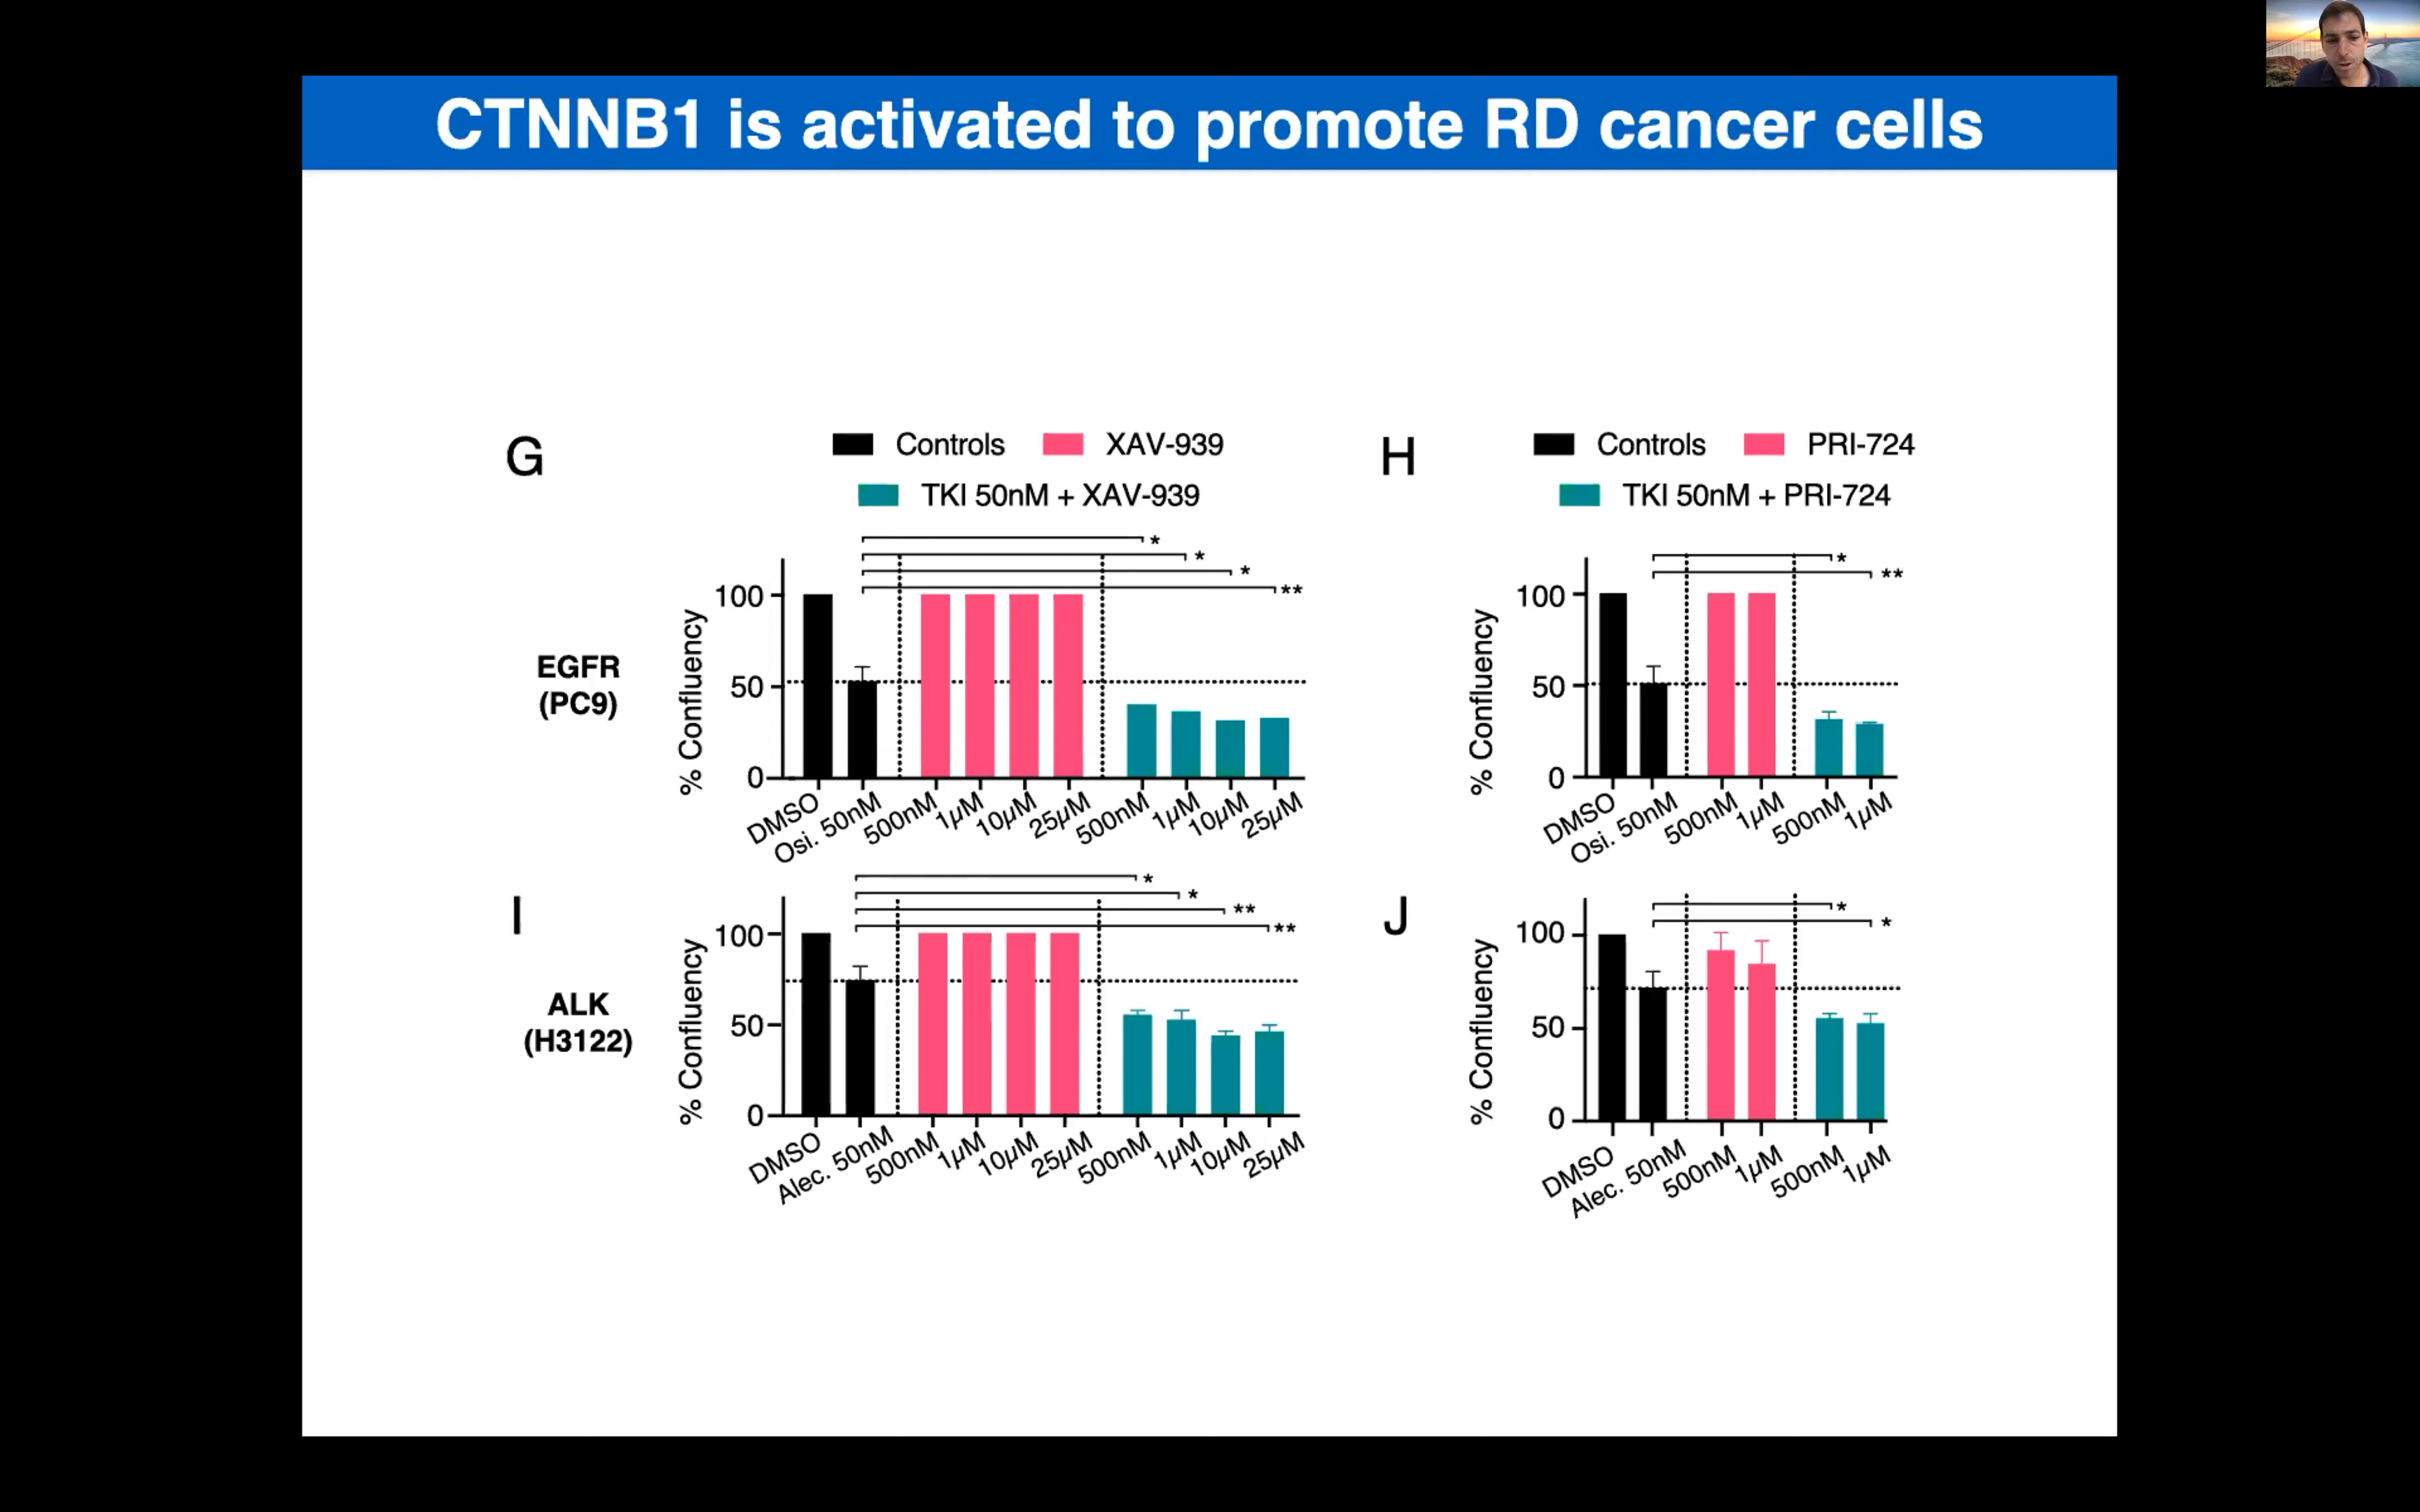 CTNNB1 is activated to promote RD cancer cells
G
Controls XAV-939
TKI 50nM + XAV-939
* 
* 
* 
**
EGFR
(PC9)
% Confluency
100
50
0
DMSO Osi. 50nM 500nM 1µM 10µM 25µM 500nM 1µM 10µM 25µM
H
Controls PRI-724
TKI 50nM + PRI-724
*
**
% Confluency
100
50
0
DMSO Osi. 50nM 500nM 1µM 500nM 1µM
I
*
*
**
**
ALK
(H3122)
% Confluency
100
50
0
DMSO Alec. 50nM 500nM 1µM 10µM 25µM 500nM 1µM 10µM 25µM
J
*
*
% Confluency
100
50
0
DMSO Alec. 50nM 500nM 1µM 500nM 1µM